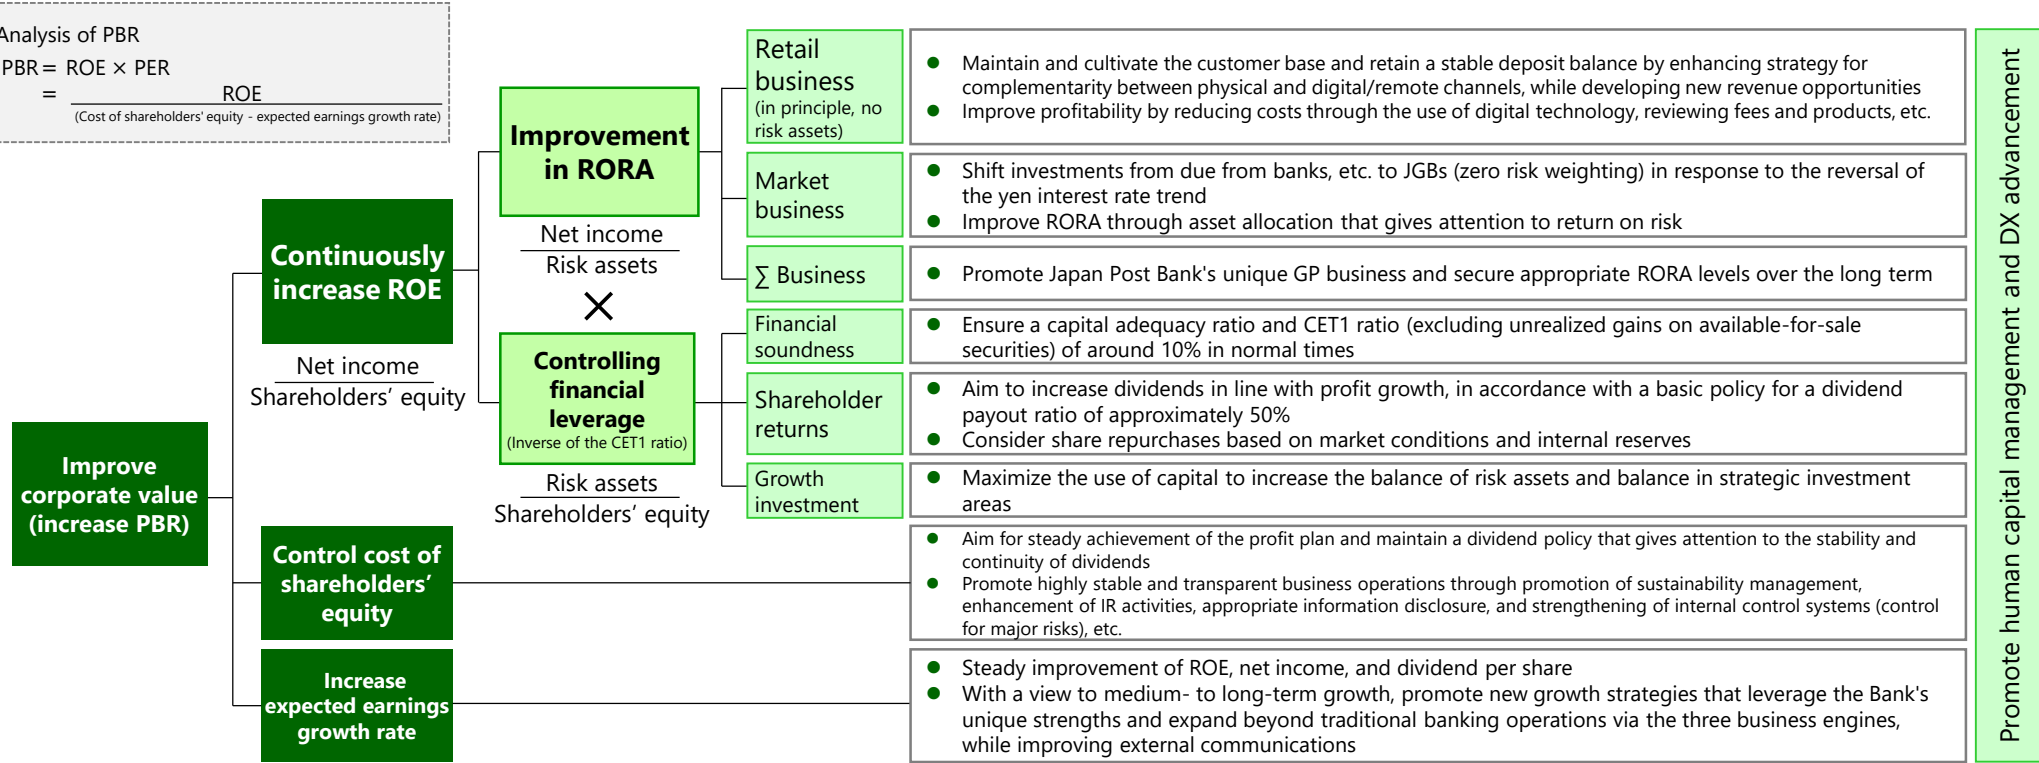 Analysis of PBR
PBR = ROE × PER
= ROE
(Cost of shareholders' equity - expected earnings growth rate)
Improve
corporate value
(increase PBR)
Continuously
increase ROE
Net income
Shareholders’ equity
Improvement
in RORA
Net income
Risk assets
×
Controlling
financial
leverage
(Inverse of the CET1 ratio)
Risk assets
Shareholders’ equity
Retail
business
(in principle, no
risk assets)
● Maintain and cultivate the customer base and retain a stable deposit balance by enhancing strategy for
complementarity between physical and digital/remote channels, while developing new revenue opportunities
● Improve profitability by reducing costs through the use of digital technology, reviewing fees and products, etc.
Market
business
● Shift investments from due from banks, etc. to JGBs (zero risk weighting) in response to the reversal of
the yen interest rate trend
● Improve RORA through asset allocation that gives attention to return on risk
∑ Business
● Promote Japan Post Bank's unique GP business and secure appropriate RORA levels over the long term
Financial
soundness
● Ensure a capital adequacy ratio and CET1 ratio (excluding unrealized gains on available-for-sale
securities) of around 10% in normal times
Shareholder
returns
● Aim to increase dividends in line with profit growth, in accordance with a basic policy for a dividend
payout ratio of approximately 50%
● Consider share repurchases based on market conditions and internal reserves
Growth
investment
● Maximize the use of capital to increase the balance of risk assets and balance in strategic investment
areas
Control cost of
shareholders’
equity
● Aim for steady achievement of the profit plan and maintain a dividend policy that gives attention to the stability and
continuity of dividends
● Promote highly stable and transparent business operations through promotion of sustainability management,
enhancement of IR activities, appropriate information disclosure, and strengthening of internal control systems (control
for major risks), etc.
Increase
expected earnings
growth rate
● Steady improvement of ROE, net income, and dividend per share
● With a view to medium- to long-term growth, promote new growth strategies that leverage the Bank's
unique strengths and expand beyond traditional banking operations via the three business engines,
while improving external communications
Promote human capital management and DX advancement